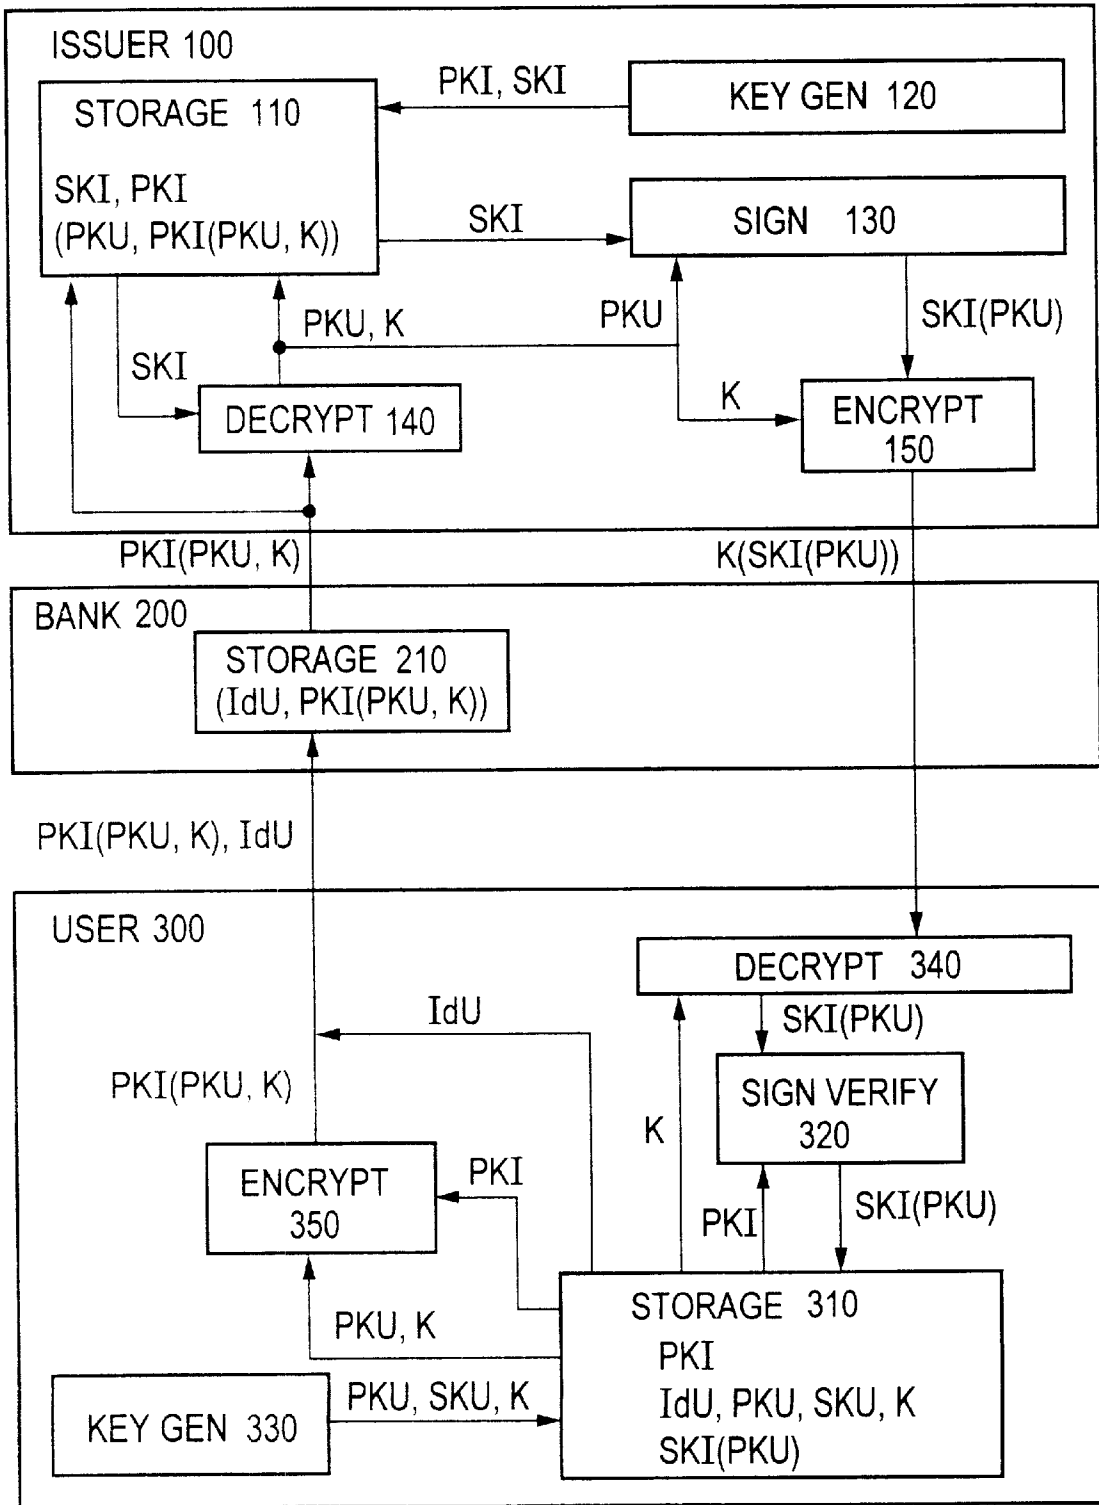 ISSUER 100
STORAGE 110
SKI, PKI
(PKU, PKI(PKU, K))
PKI, SKI
KEY GEN 120
SKI
SIGN 130
PKU, K
PKU
SKI(PKU)
SKI
DECRYPT 140
K
ENCRYPT
150
PKI(PKU, K)
K(SKI(PKU))
BANK 200
STORAGE 210
(IdU, PKI(PKU, K))
PKI(PKU, K), IdU
USER 300
DECRYPT 340
IdU
SKI(PKU)
PKI(PKU, K)
SIGN VERIFY
320
K
ENCRYPT
350
PKI
PKI
SKI(PKU)
PKU, K
STORAGE 310
PKI
IdU, PKU, SKU, K
SKI(PKU)
KEY GEN 330
PKU, SKU, K